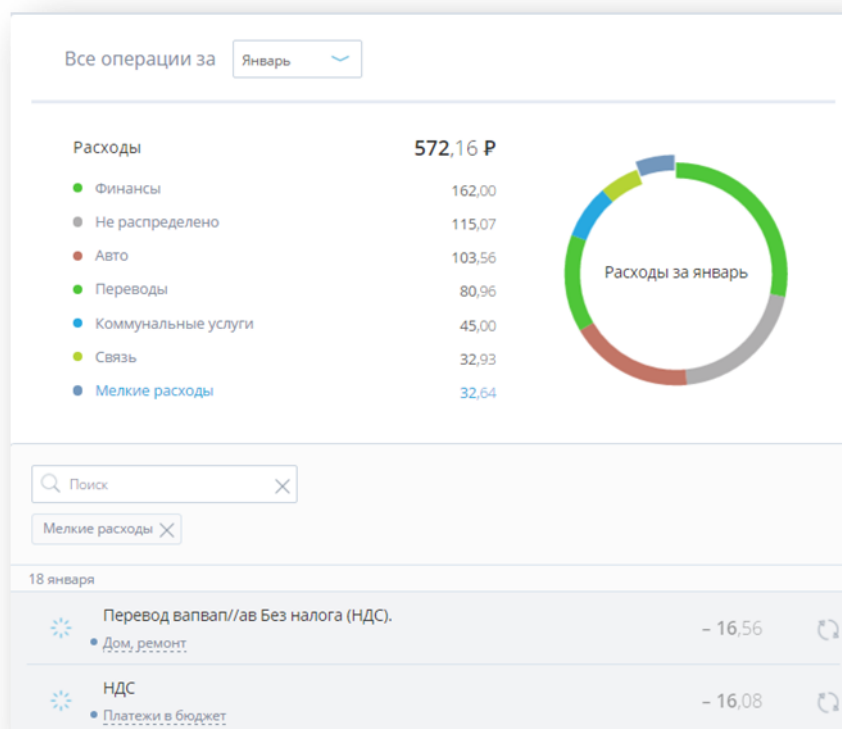 Все операции за Январь
Расходы 572,16 ₽
Финансы 162,00
Не распределено 115,07
Авто 103,56
Переводы 80,96
Коммунальные услуги 45,00
Связь 32,93
Мелкие расходы 32,64
Расходы за январь
Поиск
Мелкие расходы
18 января
Перевод вапвап//ав Без налога (НДС).
– 16,56
Дом, ремонт
НДС
– 16,08
Платежи в бюджет